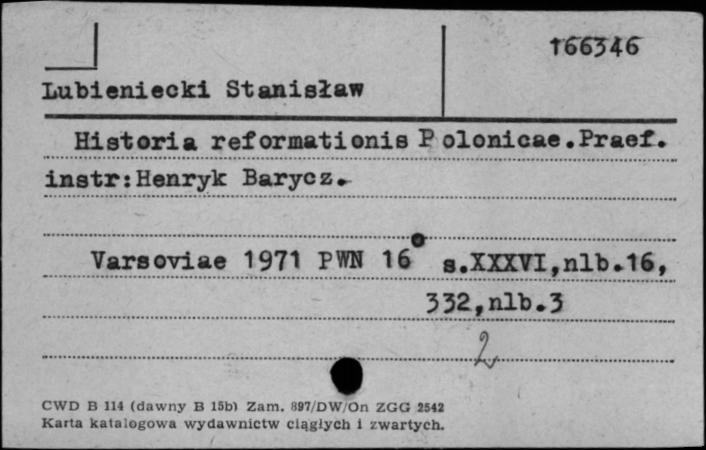 166346
Lubieniecki Stanisław
Historia reformationis Polonicae.Praef.
instr:Henryk Barycz.
Varsoviae 1971 PWN 16° s.XXXVI,nlb.16,
332,nlb.3
2
CWD B 114 (dawny B 15b) Zam. 897/DW/On ZGG 2542
Karta katalogowa wydawnictw ciągłych i zwartych.